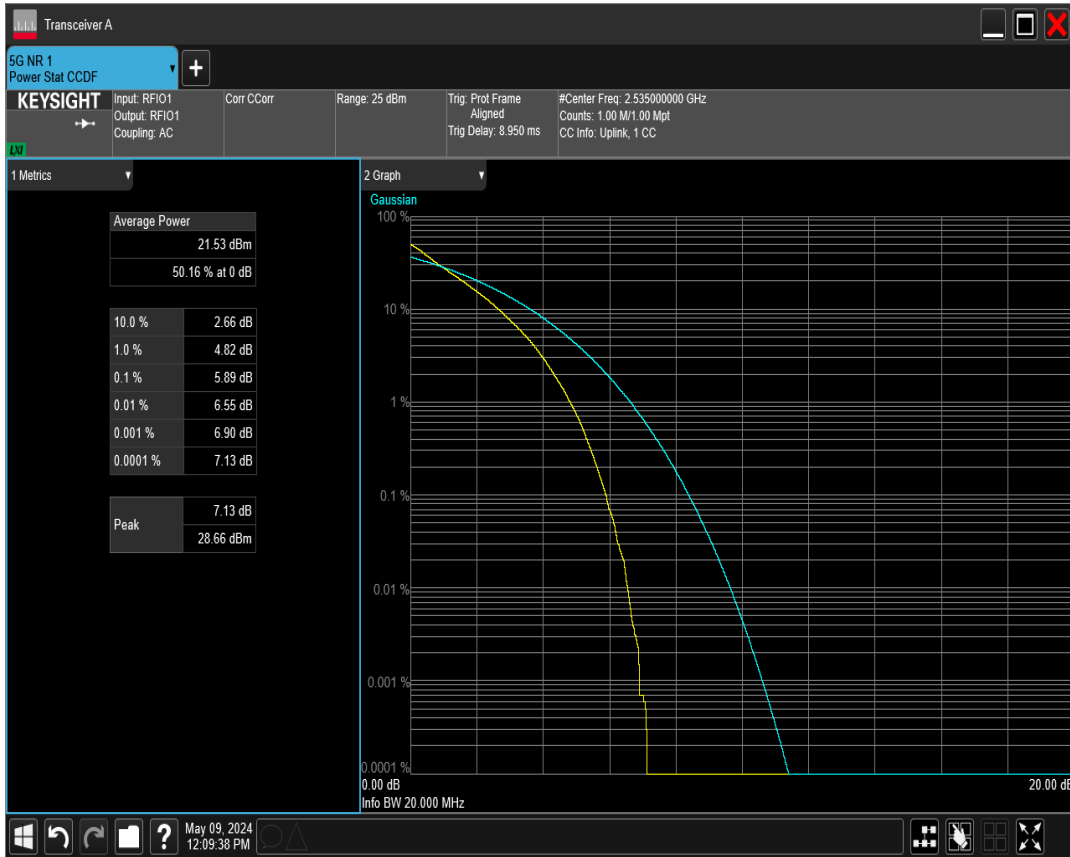 Transceiver A
5G NR 1
Power Stat CCDF
KEYSIGHT
LXI
Input: RFIO1
Output: RFIO1
Coupling: AC
Corr CCorr
Range: 25 dBm
Trig: Prot Frame
Aligned
Trig Delay: 8.950 ms
#Center Freq: 2.535000000 GHz
Counts: 1.00 M/1.00 Mpt
CC Info: Uplink, 1 CC
1 Metrics
Average Power
21.53 dBm
50.16 % at 0 dB
10.0 % 2.66 dB
1.0 % 4.82 dB
0.1 % 5.89 dB
0.01 % 6.55 dB
0.001 % 6.90 dB
0.0001 % 7.13 dB
Peak
7.13 dB
28.66 dBm
2 Graph
Gaussian
100 %
10 %
1 %
0.1 %
0.01 %
0.001 %
0.0001 %
0.00 dB
20.00 dB
Info BW 20.000 MHz
?
May 09, 2024
12:09:38 PM